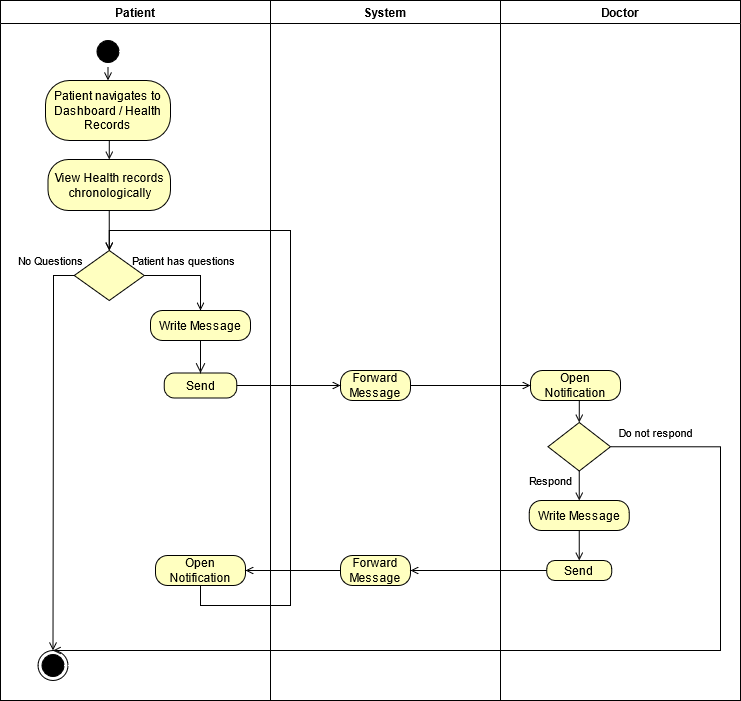 Patient
System
Doctor
Patient navigates to
Dashboard / Health
Records
View Health records
chronologically
No Questions
Patient has questions
Write Message
Send
Forward
Message
Open
Notification
Do not respond
Respond
Write Message
Send
Forward
Message
Open
Notification